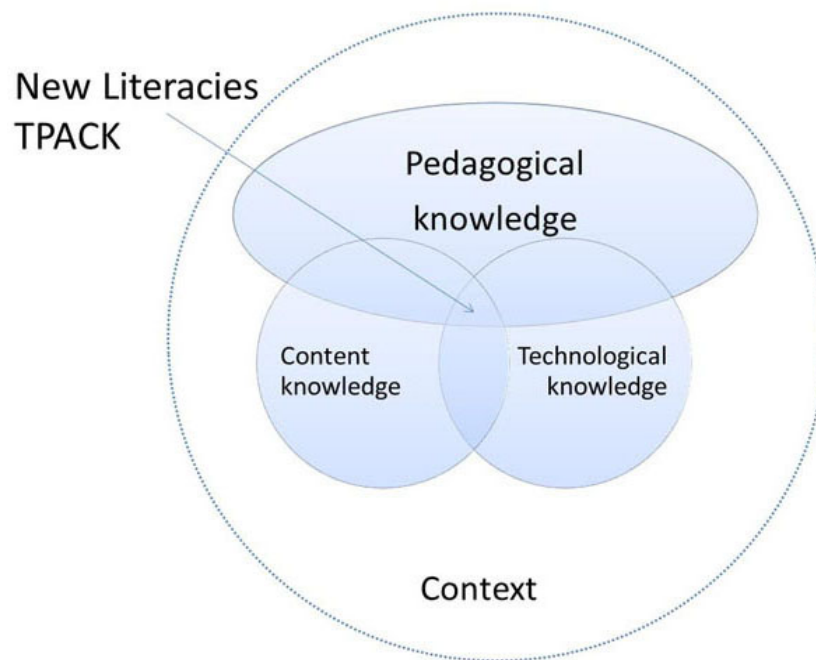 New Literacies
TPACK
Pedagogical
knowledge
Content
knowledge
Technological
knowledge
Context